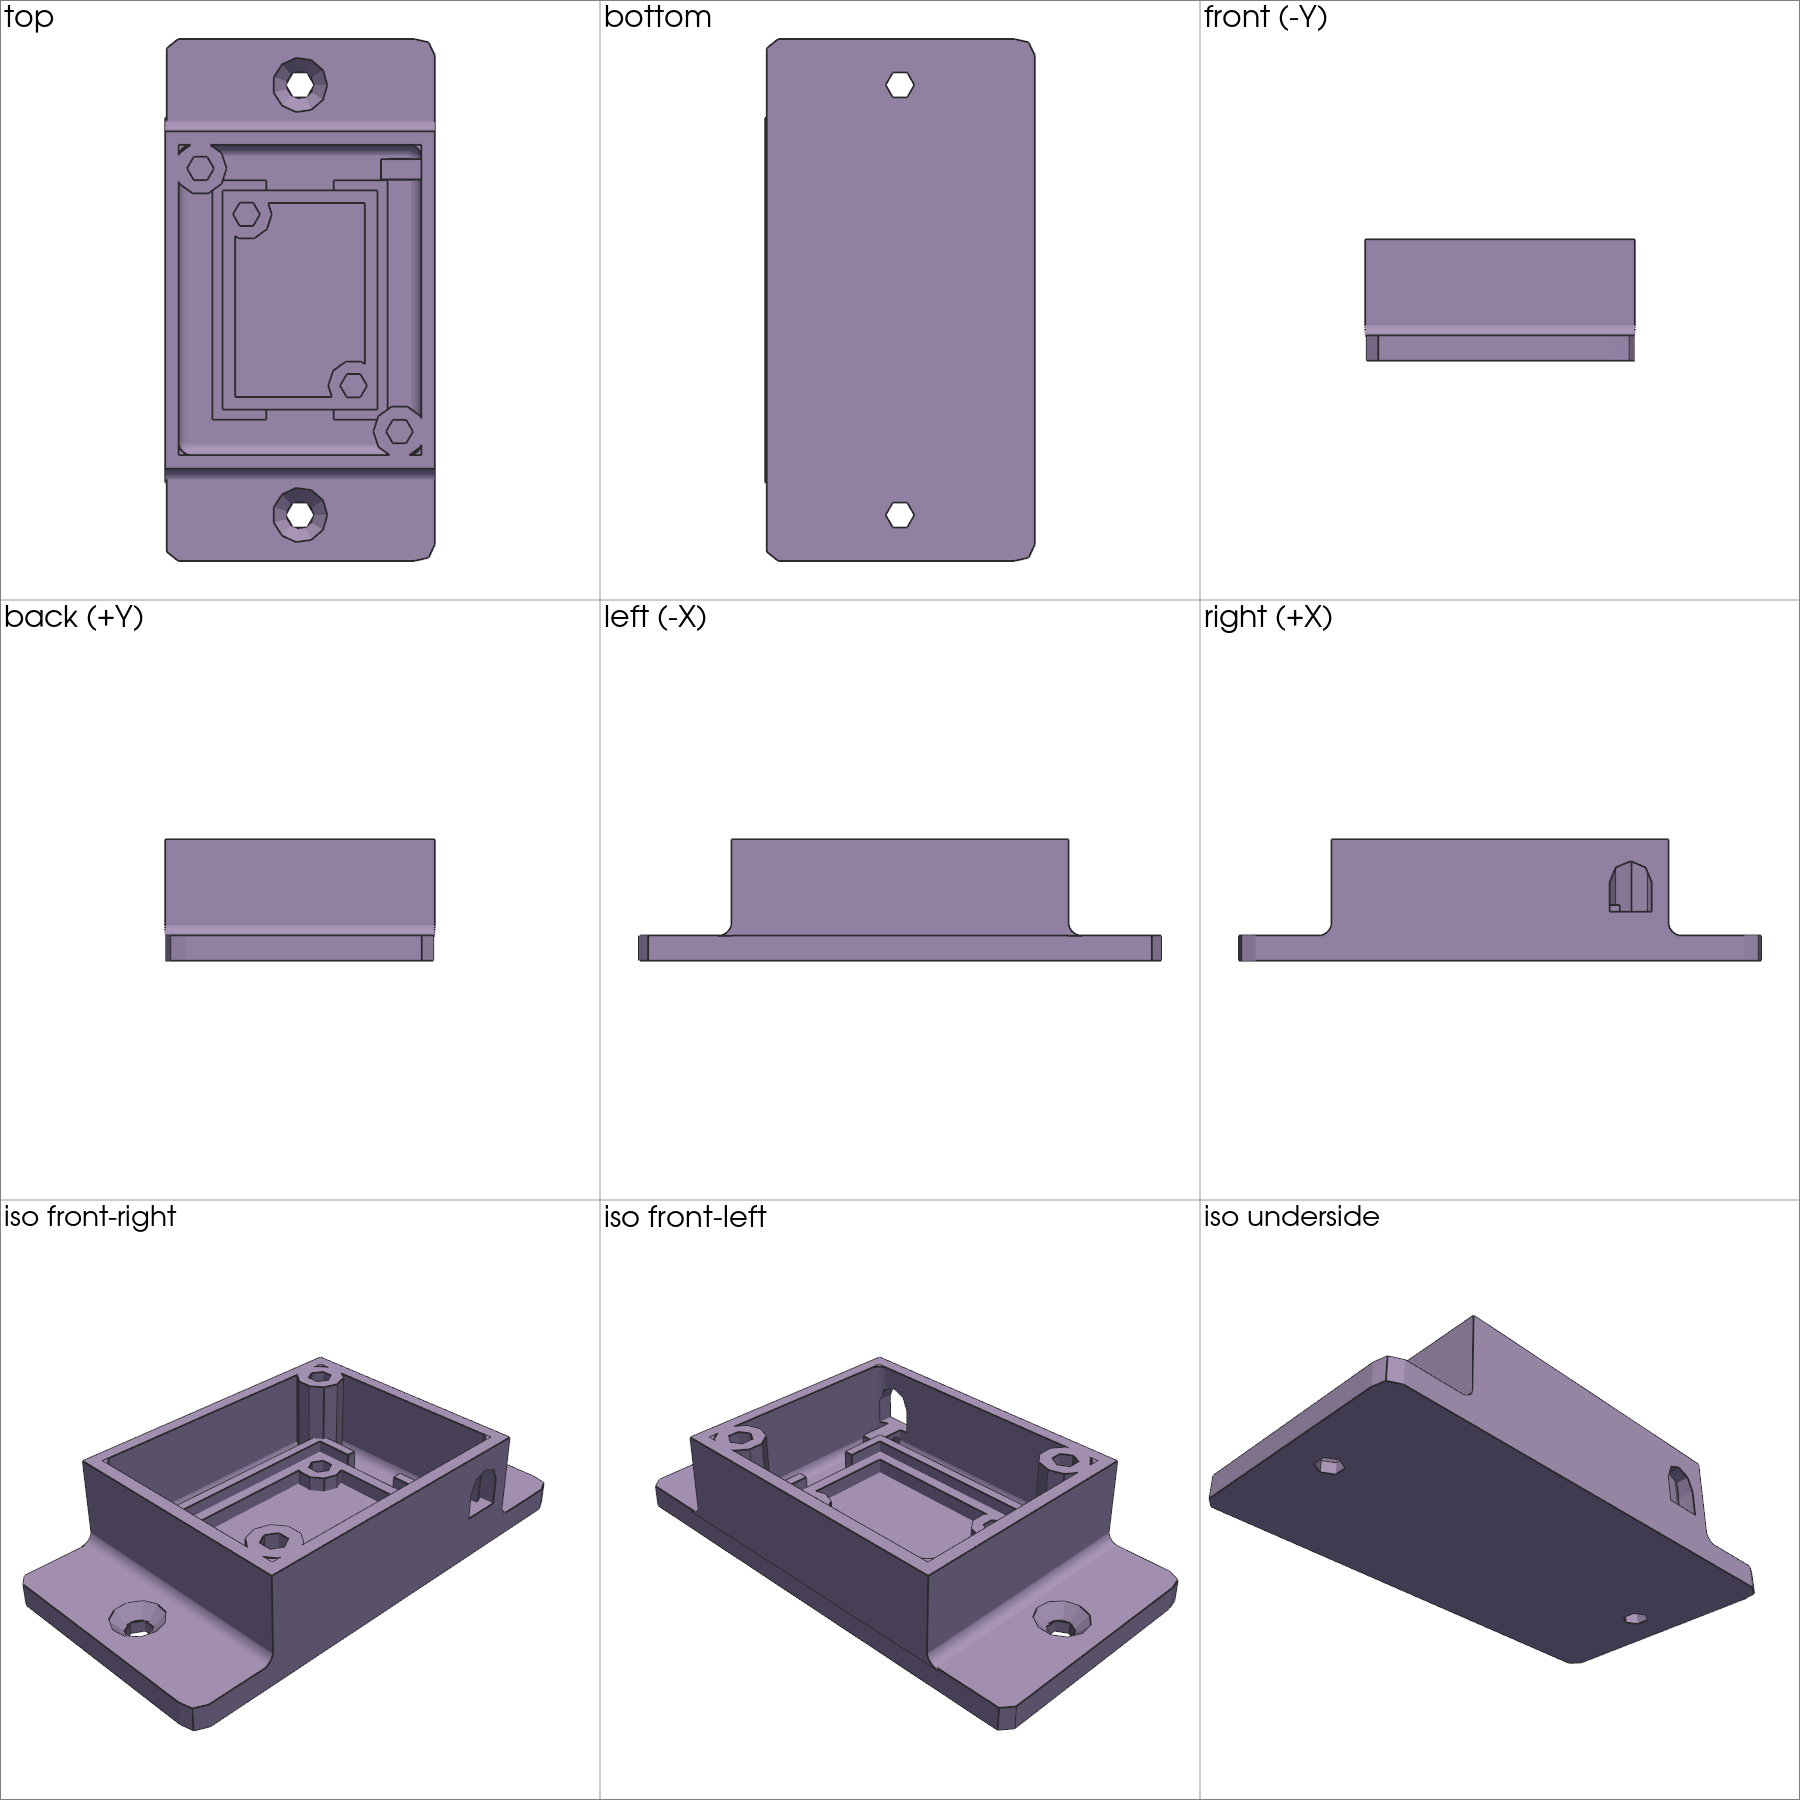 top
bottom
front (-Y)
back (+Y)
left (-X)
right (+X)
iso front-right
iso front-left
iso underside